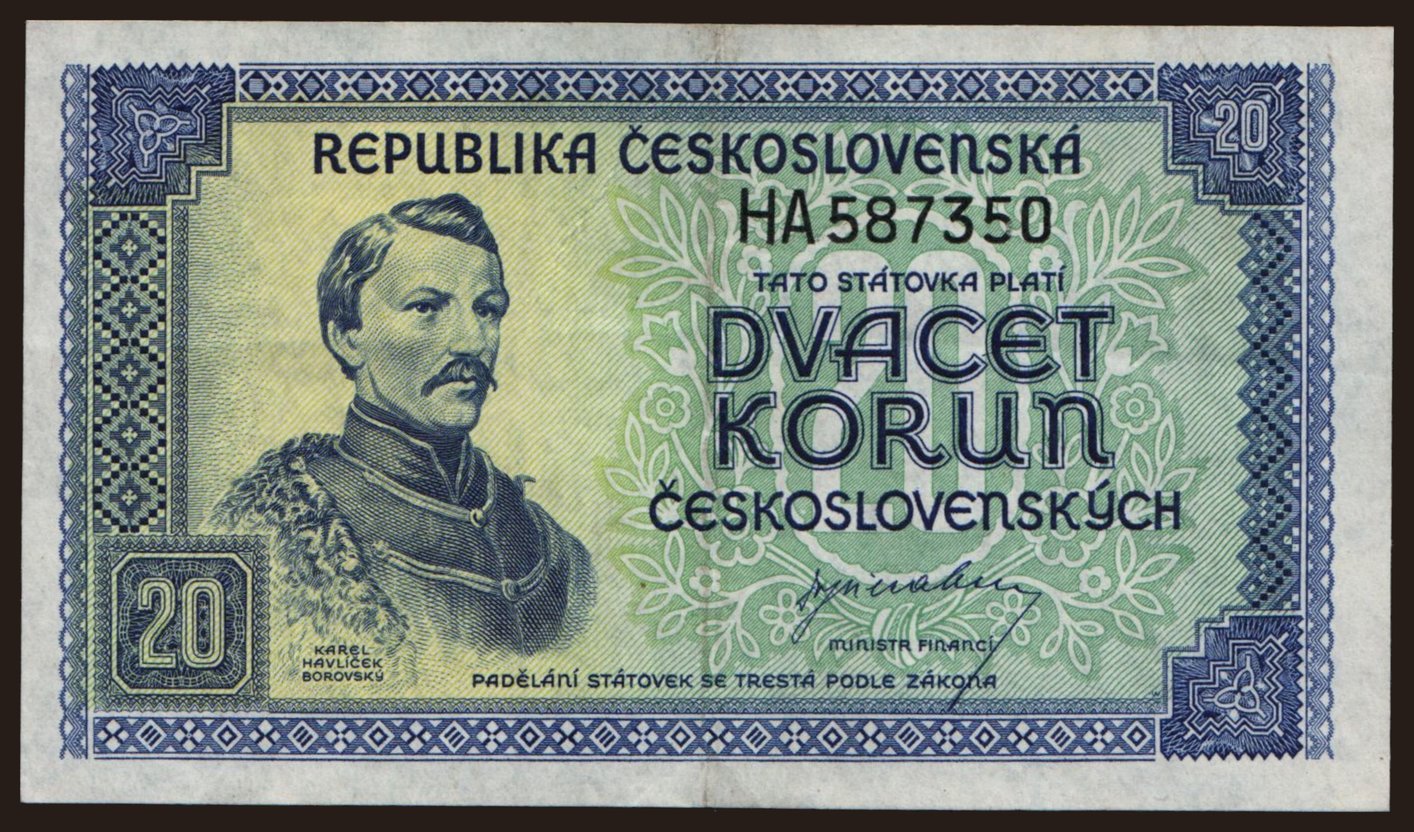 20
REPUBLIKA ČESKOSLOVENSKÁ
HA 587350
TATO STÁTOVKA PLATÍ
DVACET
KORUN
ČESKOSLOVENSKÝCH
20
20
MINISTR FINANCÍ
KAREL
HAVLÍČEK
BOROVSKÝ
PADĚLÁNÍ STÁTOVEK SE TRESTÁ PODLE ZÁKONA